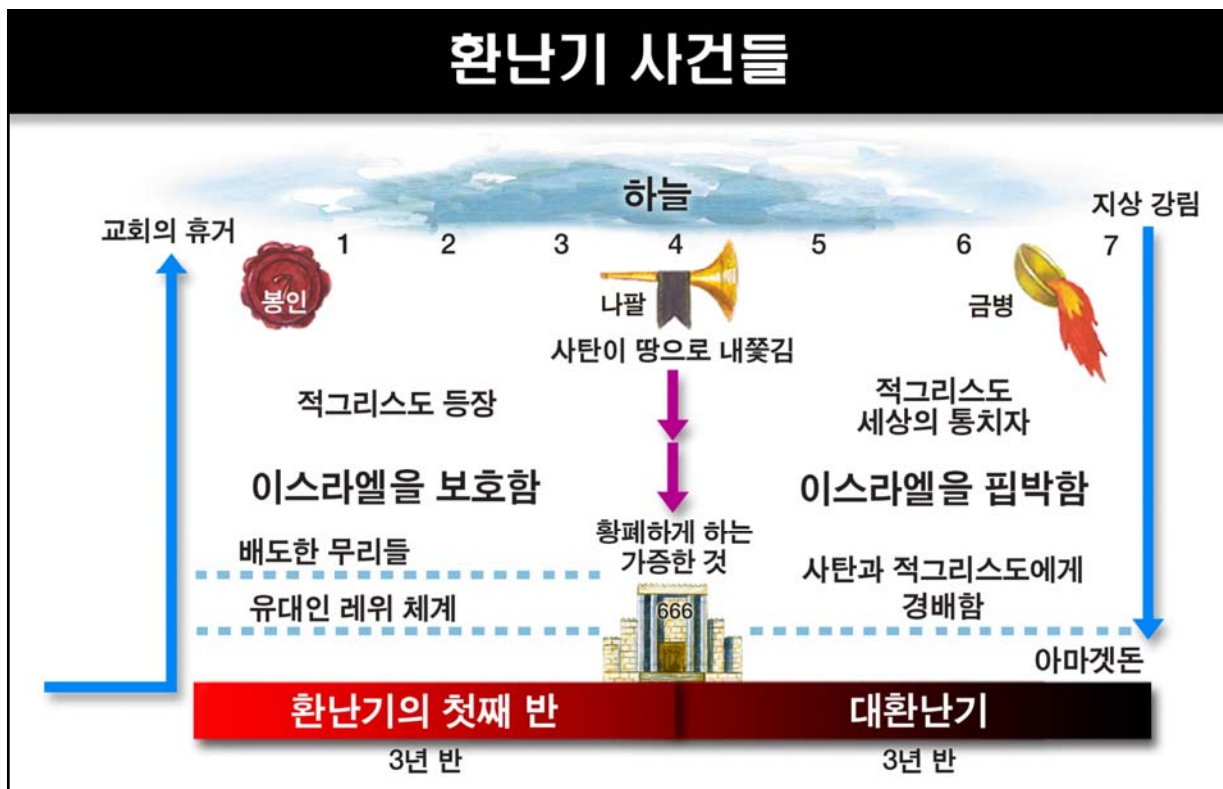 환난기 사건들
하늘
교회의 휴거
지상 강림
1 2 3 4 5 6 7
봉인
나팔
금병
사탄이 땅으로 내쫓김
적그리스도 등장
적그리스도
세상의 통치자
이스라엘을 보호함
이스라엘을 핍박함
황폐하게 하는
가증한 것
배도한 무리들
사탄과 적그리스도에게
경배함
유대인 레위 체계
666
아마겟돈
환난기의 첫째 반
대환난기
3년 반
3년 반